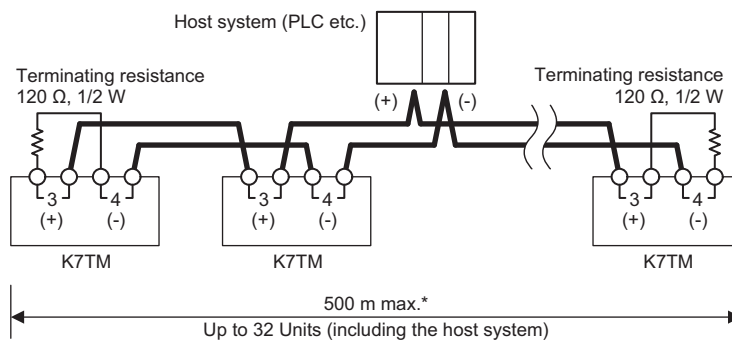 Host system (PLC etc.)
Terminating resistance
120 Ω, 1/2 W
Terminating resistance
120 Ω, 1/2 W
(+) (-)
3 4
(+) (-)
K7TM
3 4
(+) (-)
K7TM
3 4
(+) (-)
K7TM
500 m max.*
Up to 32 Units (including the host system)